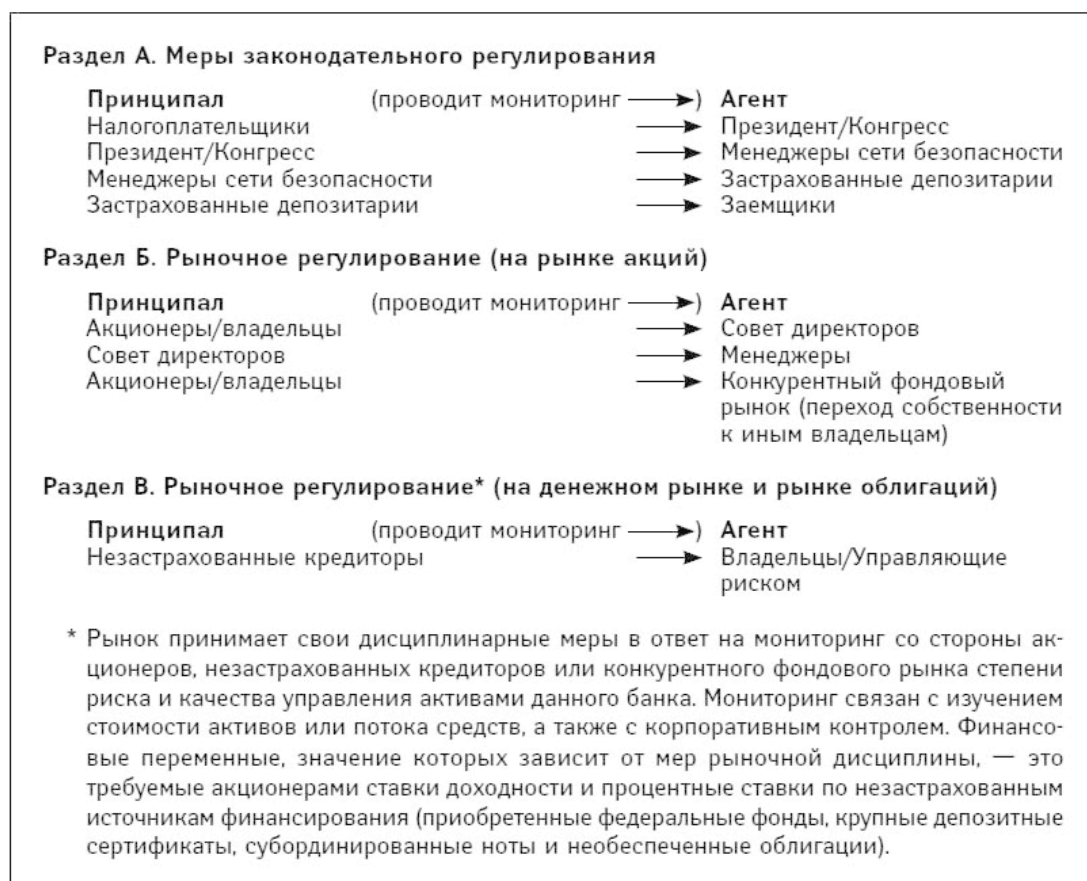 Раздел А. Меры законодательного регулирования
Принципал (проводит мониторинг ⟶) Агент
Налогоплательщики ⟶ Президент/Конгресс
Президент/Конгресс ⟶ Менеджеры сети безопасности
Менеджеры сети безопасности ⟶ Застрахованные депозитарии
Застрахованные депозитарии ⟶ Заемщики
Раздел Б. Рыночное регулирование (на рынке акций)
Принципал (проводит мониторинг ⟶) Агент
Акционеры/владельцы ⟶ Совет директоров
Совет директоров ⟶ Менеджеры
Акционеры/владельцы ⟶ Конкурентный фондовый
рынок (переход собственности
к иным владельцам)
Раздел В. Рыночное регулирование* (на денежном рынке и рынке облигаций)
Принципал (проводит мониторинг ⟶) Агент
Незастрахованные кредиторы ⟶ Владельцы/Управляющие
риском
* Рынок принимает свои дисциплинарные меры в ответ на мониторинг со стороны ак-
ционеров, незастрахованных кредиторов или конкурентного фондового рынка степени
риска и качества управления активами данного банка. Мониторинг связан с изучением
стоимости активов или потока средств, а также с корпоративным контролем. Финансо-
вые переменные, значение которых зависит от мер рыночной дисциплины, — это
требуемые акционерами ставки доходности и процентные ставки по незастрахованным
источникам финансирования (приобретенные федеральные фонды, крупные депозитные
сертификаты, субординированные ноты и необеспеченные облигации).